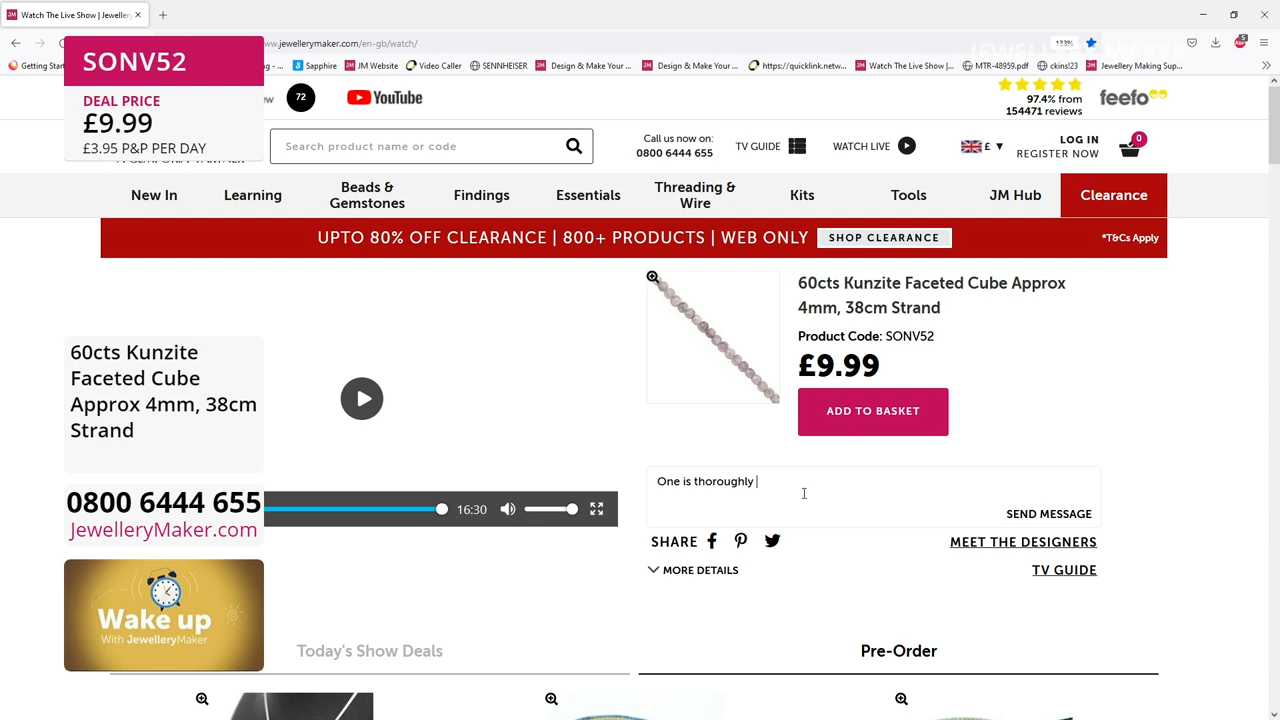 Watch The Live Show | Jeweller
SONV52
DEAL PRICE
£9.99
£3.95 P&P PER DAY
w.jewellerymaker.com/en-gb/watch/
133%
Getting Start
Sapphire
JM Website
Video Caller
SENNHEISER
Design & Make Your ...
Design & Make Your ...
https://quicklink.netw...
Watch The Live Show |...
MTR-48959.pdf
ckins!23
Jewellery Making Sup...
72
YouTube
97.4% from
154471 reviews
feefo
Search product name or code
Call us now on:
0800 6444 655
TV GUIDE
WATCH LIVE
£
LOG IN
REGISTER NOW
0
New In
Learning
Beads &
Gemstones
Findings
Essentials
Threading &
Wire
Kits
Tools
JM Hub
Clearance
UPTO 80% OFF CLEARANCE | 800+ PRODUCTS | WEB ONLY
SHOP CLEARANCE
*T&Cs Apply
60cts Kunzite Faceted Cube Approx
4mm, 38cm Strand
Product Code: SONV52
£9.99
ADD TO BASKET
60cts Kunzite
Faceted Cube
Approx 4mm, 38cm
Strand
One is thoroughly
SEND MESSAGE
0800 6444 655
JewelleryMaker.com
16:30
SHARE
MEET THE DESIGNERS
MORE DETAILS
TV GUIDE
Wake up
With JewelleryMaker
Today's Show Deals
Pre-Order